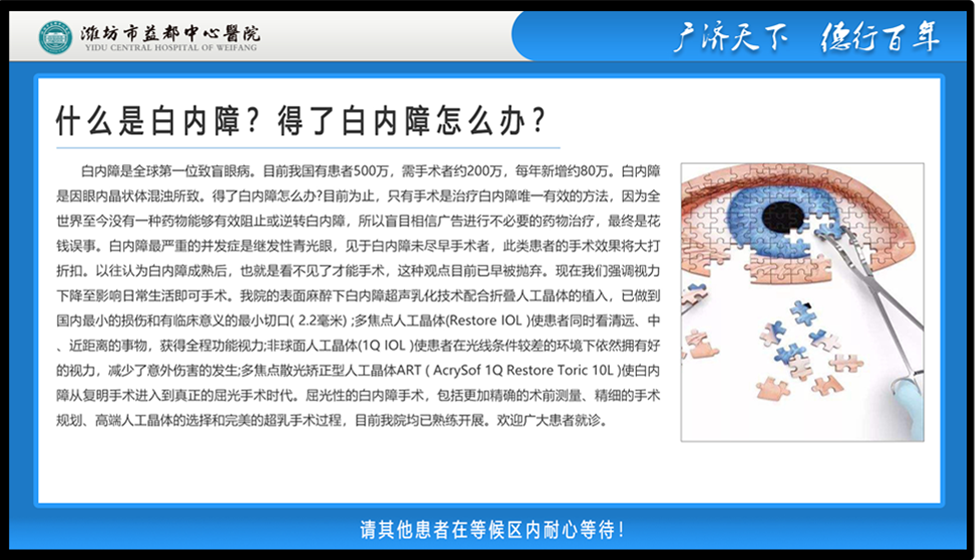 潍坊市益都中心醫院
YIDU CENTRAL HOSPITAL OF WEIFANG
广济天下 德行百年
什么是白内障？得了白内障怎么办？
白内障是全球第一位致盲眼病。目前我国有患者500万，需手术者约200万，每年新增约80万。白内障
是因眼内晶状体混浊所致。得了白内障怎么办?目前为止，只有手术是治疗白内障唯一有效的方法，因为全
世界至今没有一种药物能够有效阻止或逆转白内障，所以盲目相信广告进行不必要的药物治疗，最终是花
钱误事。白内障最严重的并发症是继发性青光眼，见于白内障未尽早手术者，此类患者的手术效果将大打
折扣。以往认为白内障成熟后，也就是看不见了才能手术，这种观点目前已早被抛弃。现在我们强调视力
下降至影响日常生活即可手术。我院的表面麻醉下白内障超声乳化技术配合折叠人工晶体的植入，已做到
国内最小的损伤和有临床意义的最小切口( 2.2毫米) ;多焦点人工晶体(Restore IOL )使患者同时看清远、中
、近距离的事物，获得全程功能视力;非球面人工晶体(1Q IOL )使患者在光线条件较差的环境下依然拥有好
的视力，减少了意外伤害的发生;多焦点散光矫正型人工晶体ART ( AcrySof 1Q Restore Toric 10L )使白内
障从复明手术进入到真正的屈光手术时代。屈光性的白内障手术，包括更加精确的术前测量、精细的手术
规划、高端人工晶体的选择和完美的超乳手术过程，目前我院均已熟练开展。欢迎广大患者就诊。
请其他患者在等候区内耐心等待！